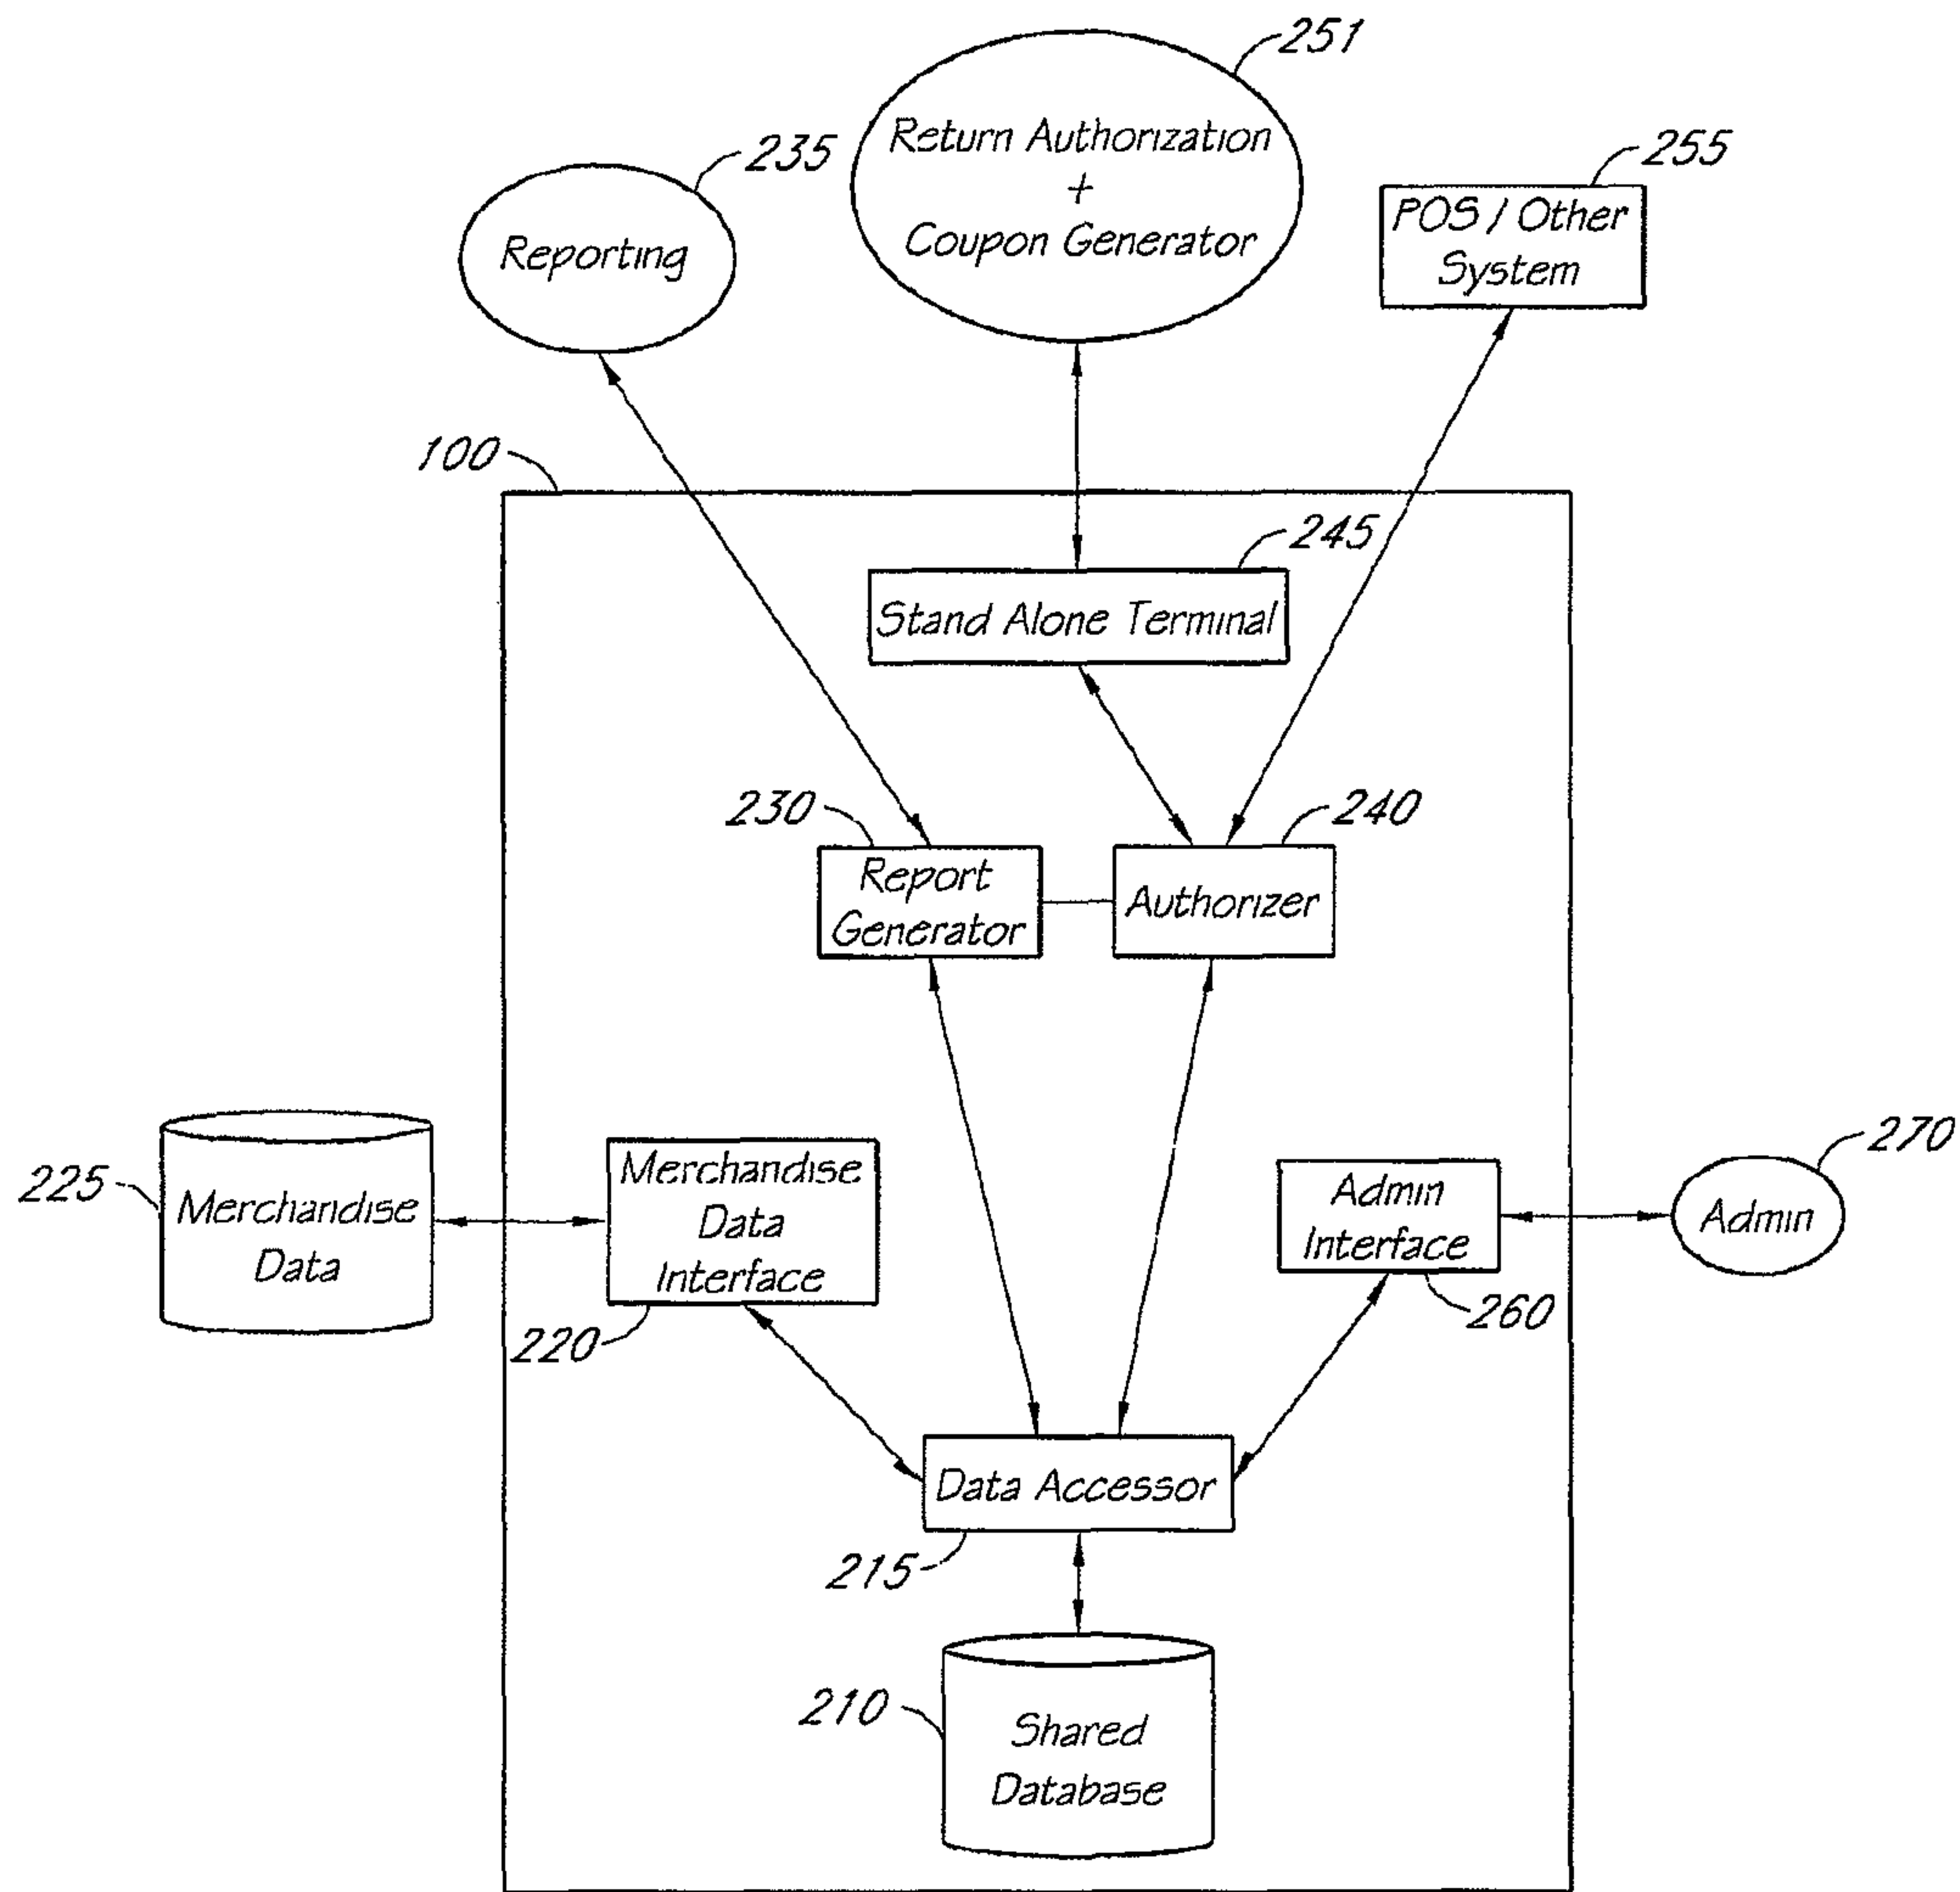 251
Return Authorization
+
Coupon Generator
235
Reporting
255
POS / Other
System
100
245
Stand Alone Terminal
230
Report
Generator
240
Authorizer
225
Merchandise
Data
Merchandise
Data
Interface
220
Admin
Interface
260
270
Admin
Data Accessor
215
210
Shared
Database